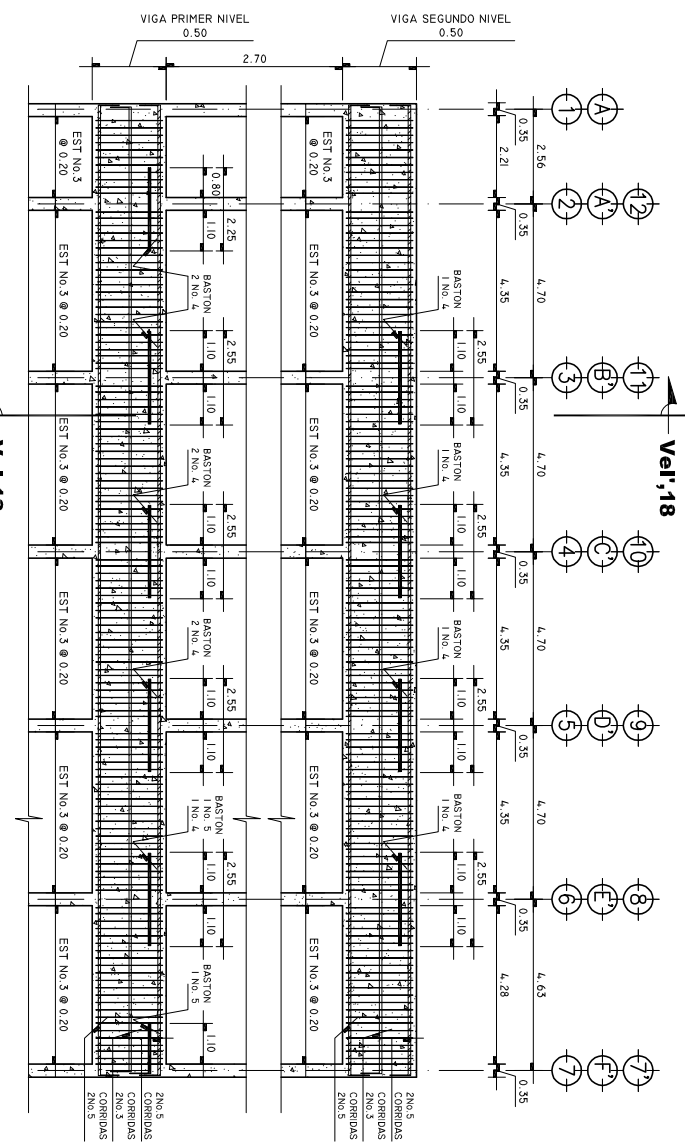 VIGA PRIMER NIVEL
0.50
VIGA SEGUNDO NIVEL
0.50
2.70
Vel',18
12 11 10 9 8 7'
A A' B' C' D' E' F'
1 2 3 4 5 6 7
2.56 4.70 4.70 4.70 4.70 4.63
0.35 0.35 0.35 0.35 0.35 0.35 0.35
2.21 4.35 4.35 4.35 4.35 4.28
2.55 2.55 2.55 2.55
1.10 1.10 1.10 1.10 1.10 1.10 1.10 1.10
BASTON
1 No. 4
BASTON
1 No. 4
BASTON
1 No. 4
BASTON
1 No. 4
2No.5
CORRIDAS
CORRIDAS
2No.3
CORRIDAS
2No.5
EST No.3
@ 0.20
EST No.3 @ 0.20
EST No.3 @ 0.20
EST No.3 @ 0.20
EST No.3 @ 0.20
EST No.3 @ 0.20
2.25 2.55 2.55 2.55 2.55
0.80 1.10 1.10 1.10 1.10 1.10 1.10 1.10 1.10 1.10 1.10
BASTON
2 No. 4
BASTON
2 No. 4
BASTON
2 No. 4
BASTON
1 No. 5
1 No. 4
BASTON
1 No. 5
2No.5
CORRIDAS
CORRIDAS
2No.3
CORRIDAS
2No.5
EST No.3
@ 0.20
EST No.3 @ 0.20
EST No.3 @ 0.20
EST No.3 @ 0.20
EST No.3 @ 0.20
EST No.3 @ 0.20